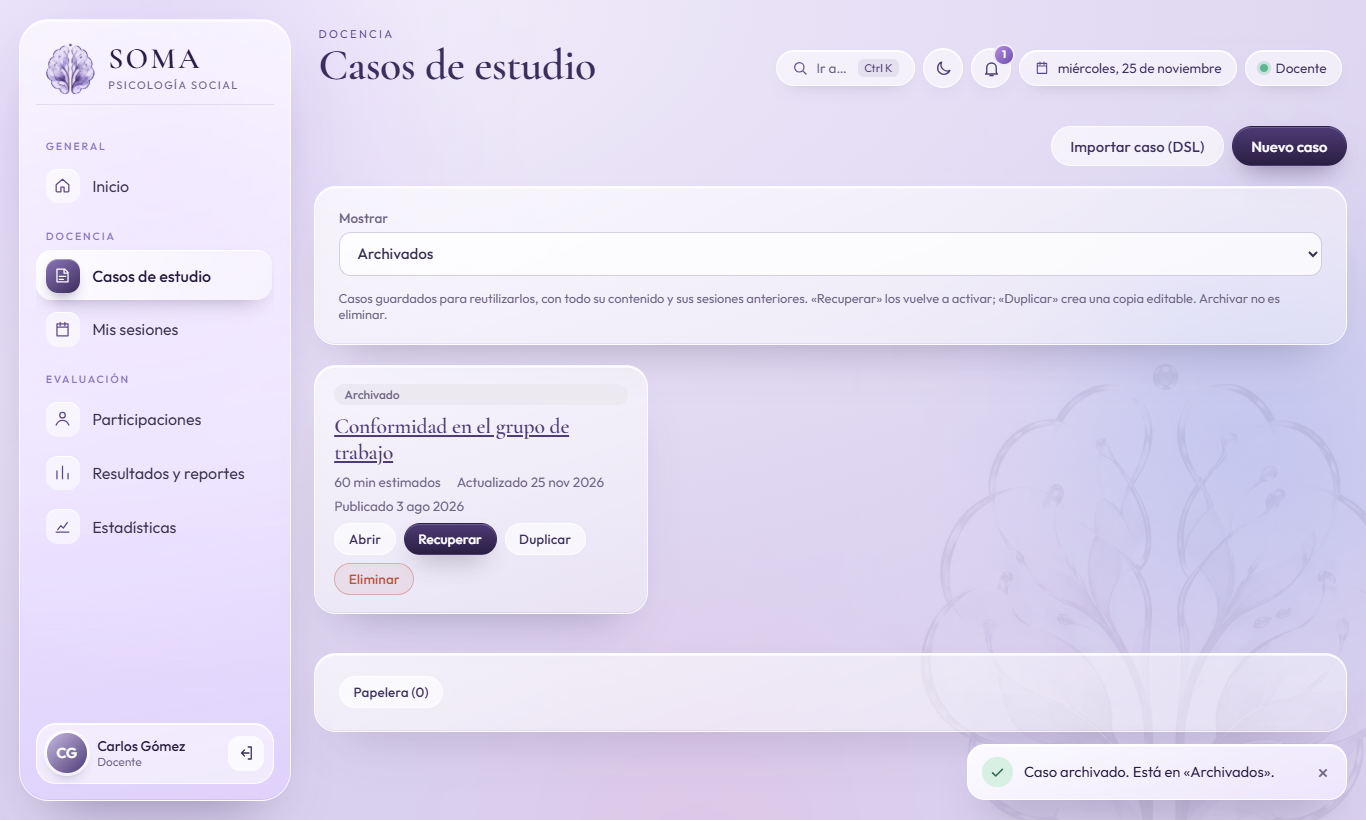 SOMA
PSICOLOGÍA SOCIAL
GENERAL
Inicio
DOCENCIA
Casos de estudio
Mis sesiones
EVALUACIÓN
Participaciones
Resultados y reportes
Estadísticas
CG
Carlos Gómez
Docente
DOCENCIA
Casos de estudio
Ir a...
Ctrl K
1
miércoles, 25 de noviembre
Docente
Importar caso (DSL)
Nuevo caso
Mostrar
Archivados
Casos guardados para reutilizarlos, con todo su contenido y sus sesiones anteriores. «Recuperar» los vuelve a activar; «Duplicar» crea una copia editable. Archivar no es
eliminar.
Archivado
Conformidad en el grupo de
trabajo
60 min estimados Actualizado 25 nov 2026
Publicado 3 ago 2026
Abrir
Recuperar
Duplicar
Eliminar
Papelera (0)
Caso archivado. Está en «Archivados».